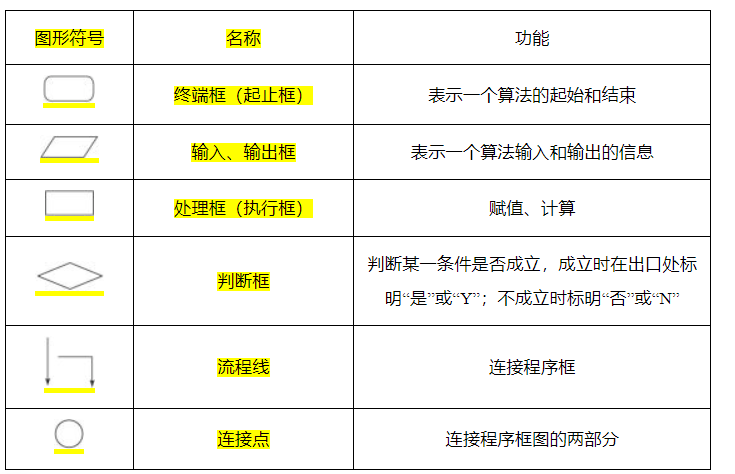 图形符号 名称 功能
终端框（起止框） 表示一个算法的起始和结束
输入、输出框 表示一个算法输入和输出的信息
处理框（执行框） 赋值、计算
判断框 判断某一条件是否成立，成立时在出口处标
明“是”或“Y”；不成立时标明“否”或“N”
流程线 连接程序框
连接点 连接程序框图的两部分